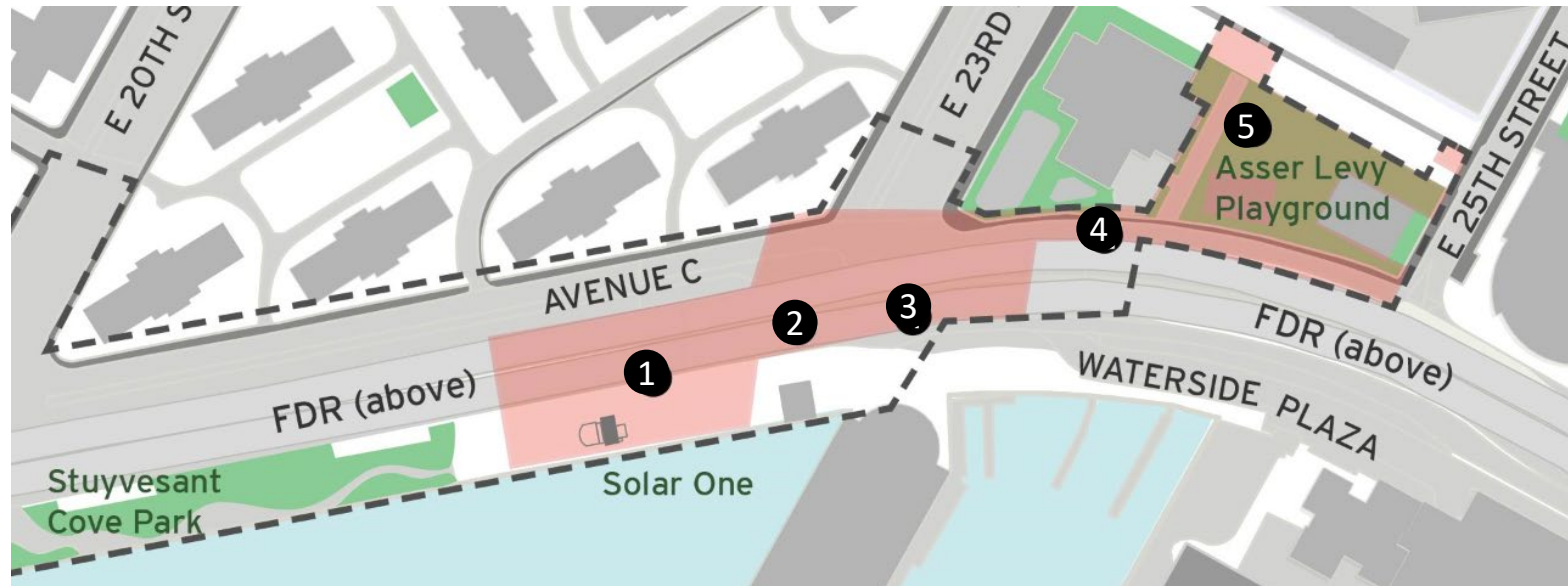 E 20TH S
E 23RD
5
Asser Levy
Playground
E 25TH STREET
4
AVENUE C
3
2
1
FDR (above)
FDR (above)
WATERSIDE PLAZA
Stuyvesant
Cove Park
Solar One